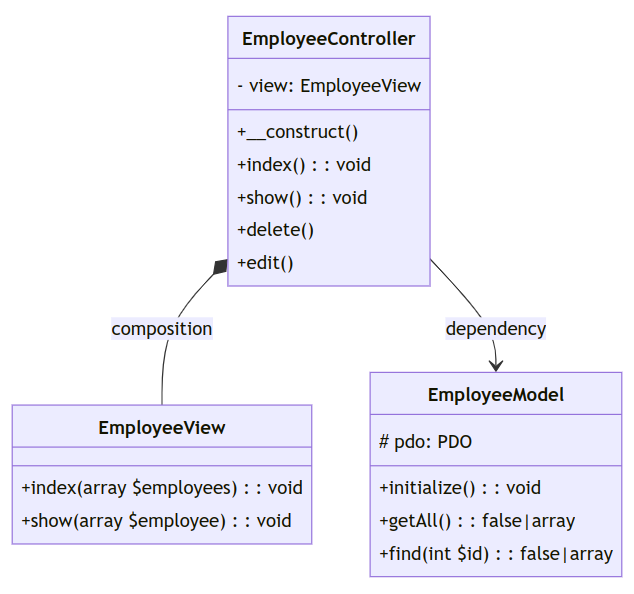 EmployeeController
- view: EmployeeView
+__construct()
+index() : : void
+show() : : void
+delete()
+edit()
composition
dependency
EmployeeView
+index(array $employees) : : void
+show(array $employee) : : void
EmployeeModel
# pdo: PDO
+initialize() : : void
+getAll() : : false|array
+find(int $id) : : false|array